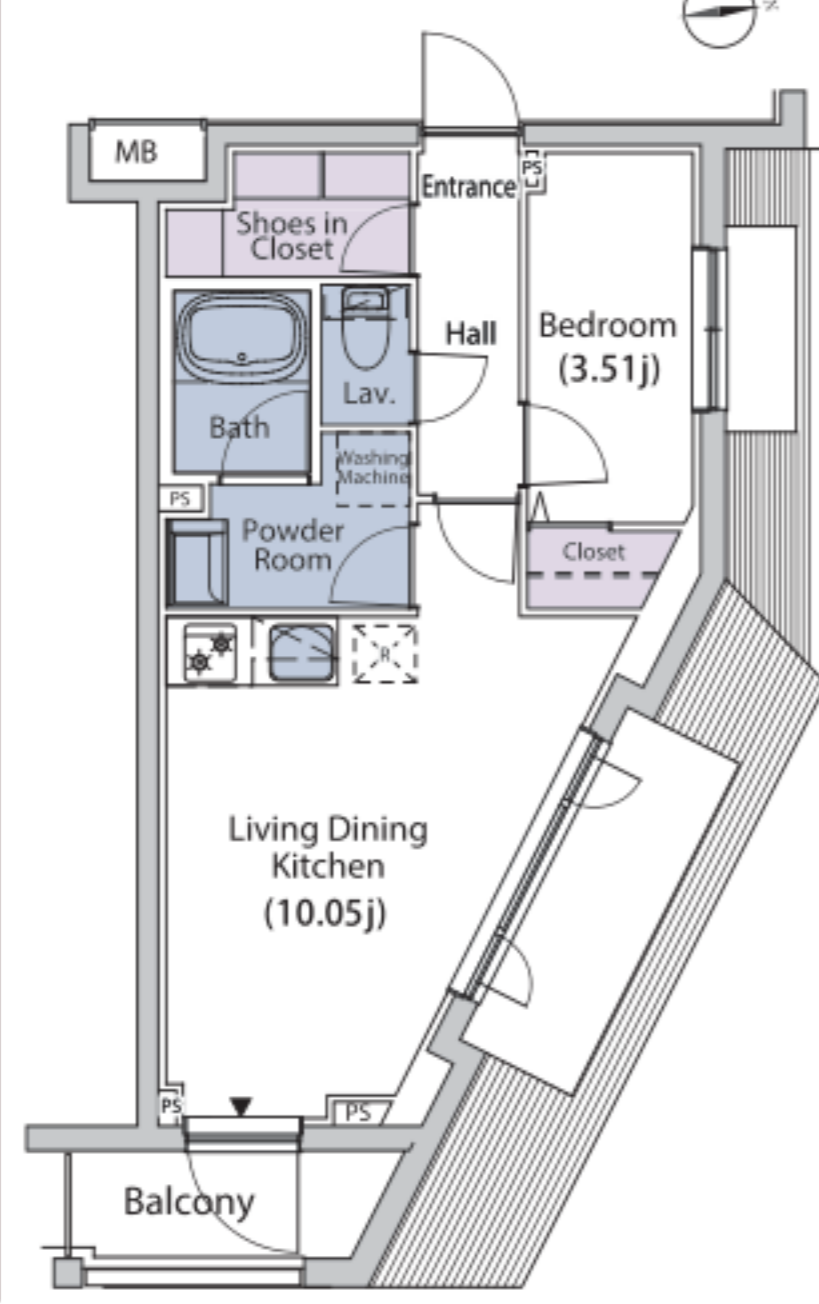 N
MB
PS
Entrance
Shoes in
Closet
Hall
Bedroom
(3.51j)
Lav.
Bath
Washing
Machine
PS
Powder
Room
Closet
R
Living Dining
Kitchen
(10.05j)
PS
PS
Balcony